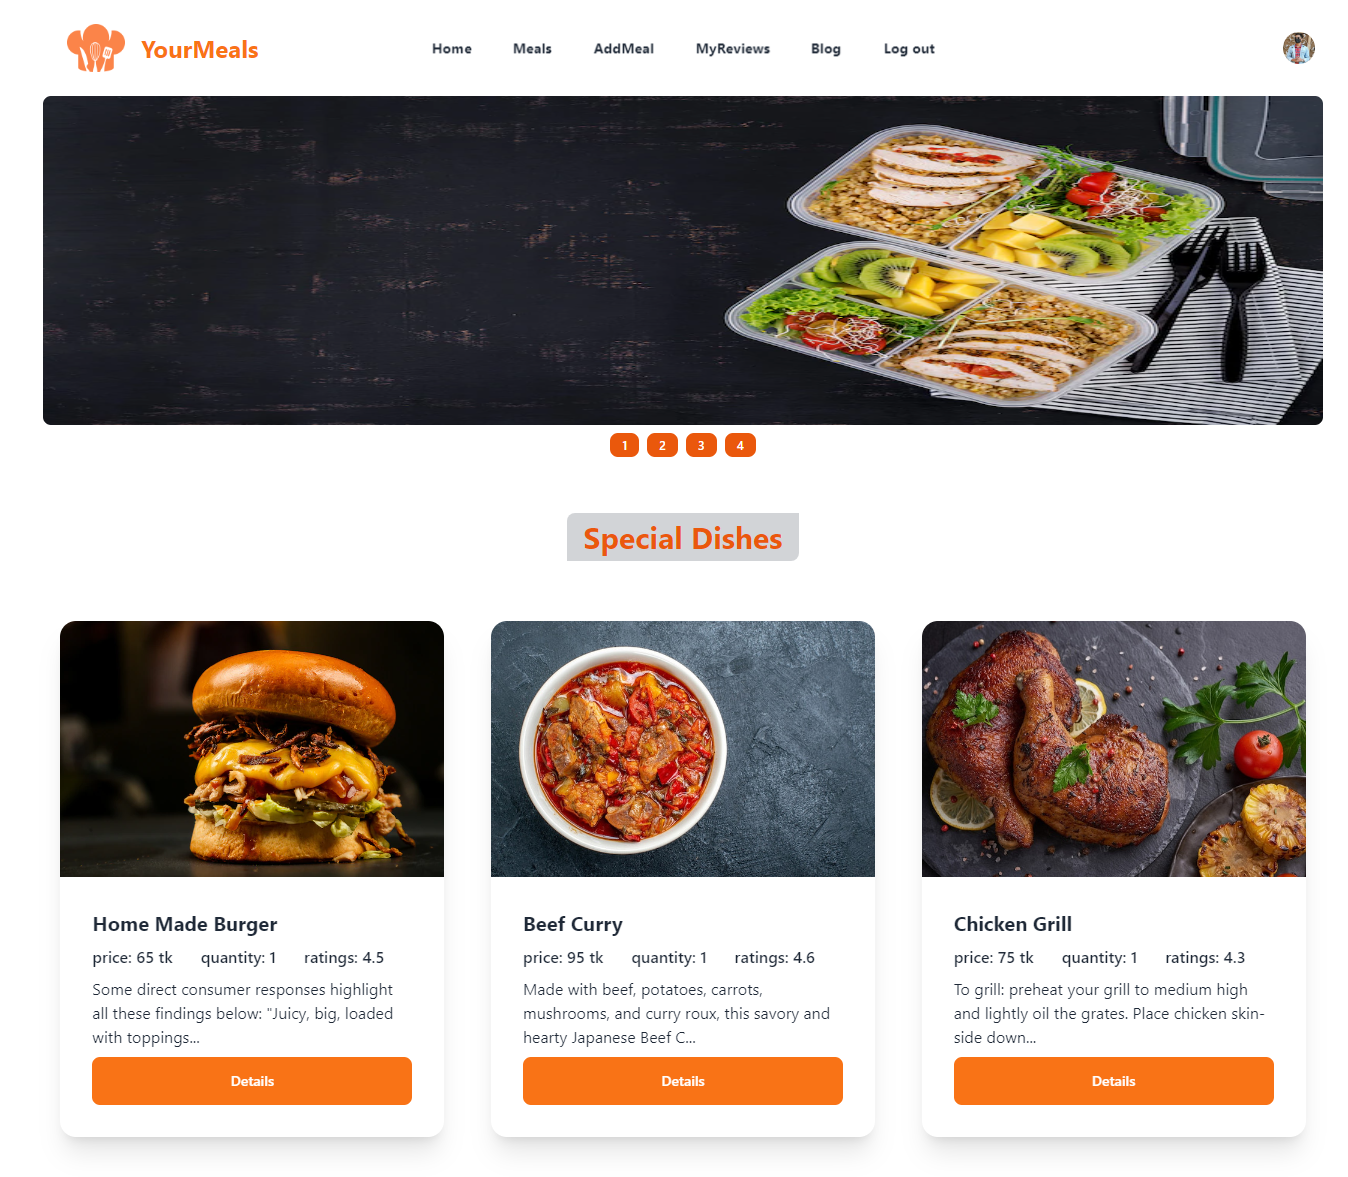 YourMeals
Home Meals AddMeal MyReviews Blog Log out
1 2 3 4
Special Dishes
Home Made Burger
price: 65 tk quantity: 1 ratings: 4.5
Some direct consumer responses highlight
all these findings below: "Juicy, big, loaded
with toppings...
Details
Beef Curry
price: 95 tk quantity: 1 ratings: 4.6
Made with beef, potatoes, carrots,
mushrooms, and curry roux, this savory and
hearty Japanese Beef C...
Details
Chicken Grill
price: 75 tk quantity: 1 ratings: 4.3
To grill: preheat your grill to medium high
and lightly oil the grates. Place chicken skin-
side down...
Details